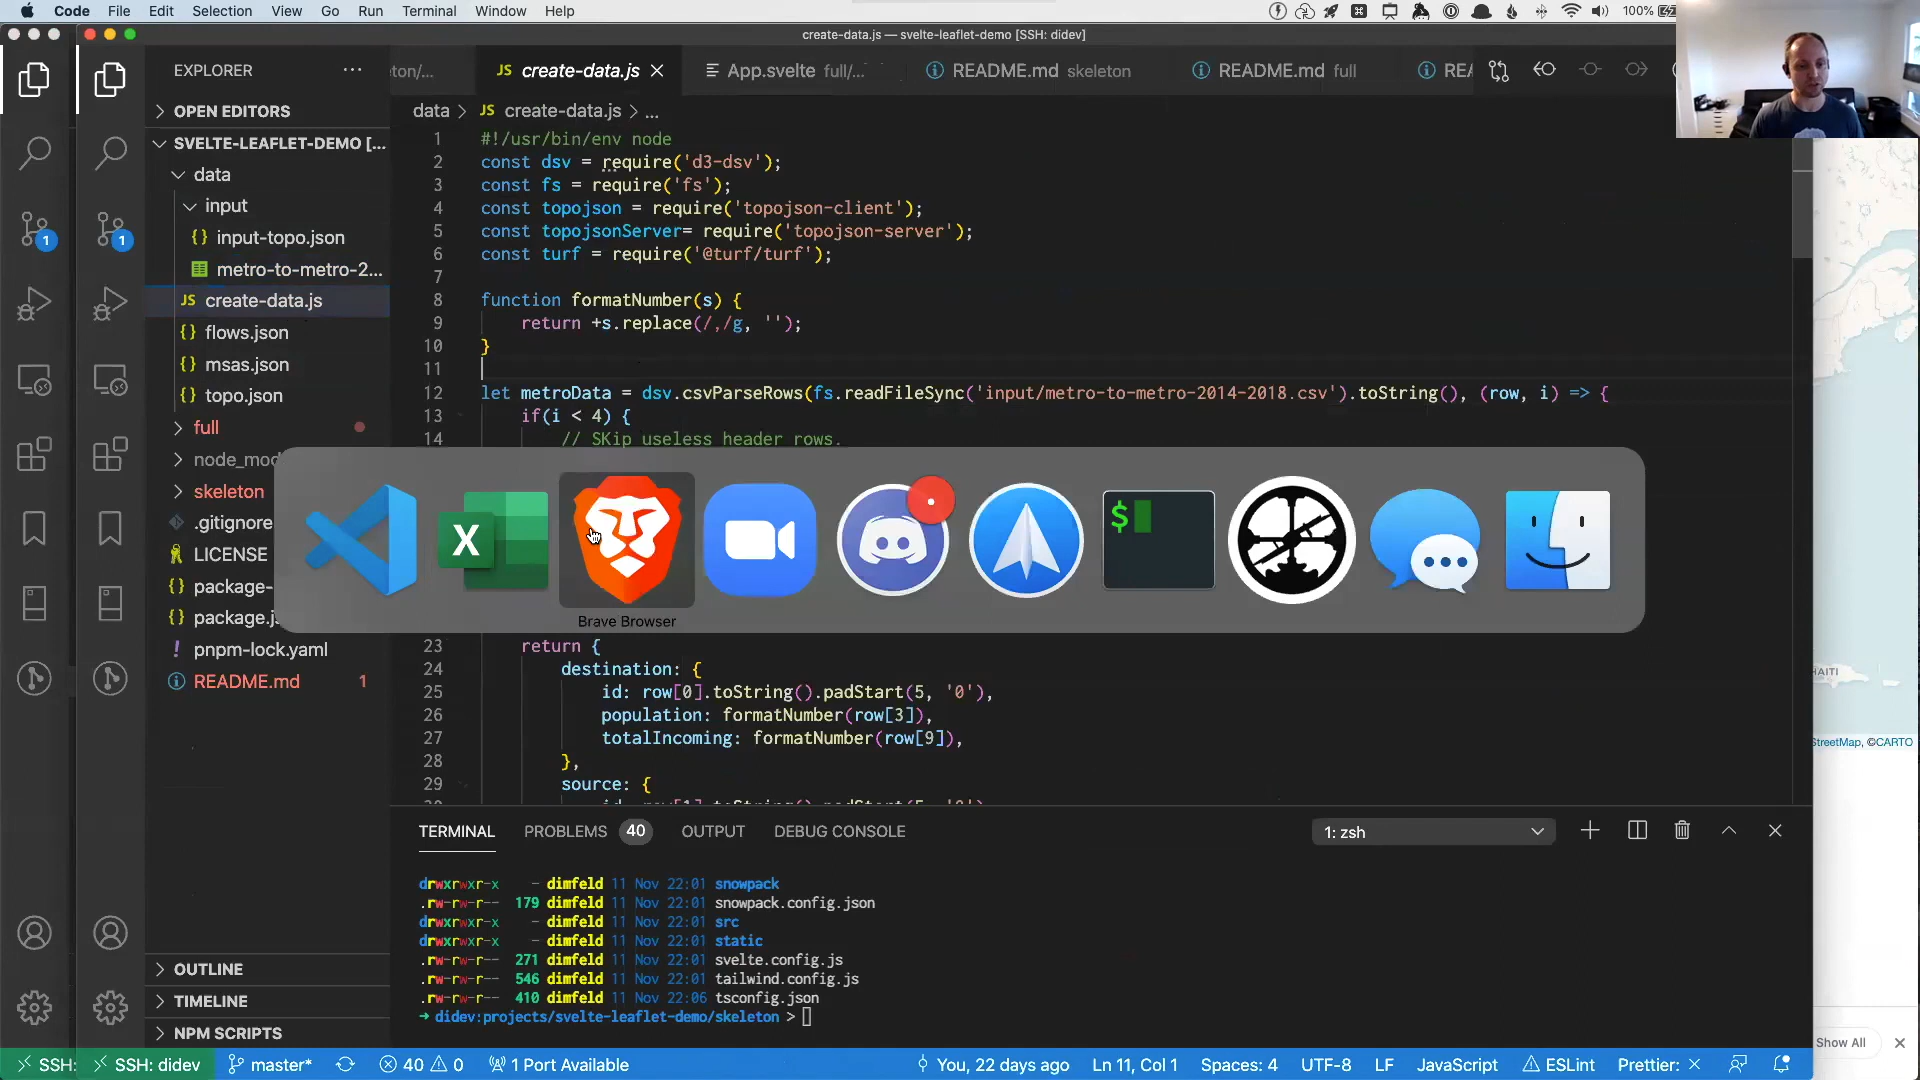 Code File Edit Selection View Go Run Terminal Window Help 100%
create-data.js — svelte-leaflet-demo [SSH: didev]
EXPLORER
ton/... JS create-data.js App.svelte full/... README.md skeleton README.md full REA
data > JS create-data.js > ...
OPEN EDITORS
SVELTE-LEAFLET-DEMO [...
data
input
input-topo.json
metro-to-metro-2...
JS create-data.js
flows.json
msas.json
topo.json
full
node_mod
skeleton
.gitignore
LICENSE
package-
package.js
pnpm-lock.yaml
README.md 1
OUTLINE
TIMELINE
NPM SCRIPTS
1 #!/usr/bin/env node
2 const dsv = require('d3-dsv');
3 const fs = require('fs');
4 const topojson = require('topojson-client');
5 const topojsonServer= require('topojson-server');
6 const turf = require('@turf/turf');
7
8 function formatNumber(s) {
9 return +s.replace(/,/g, '');
10 }
11
12 let metroData = dsv.csvParseRows(fs.readFileSync('input/metro-to-metro-2014-2018.csv').toString(), (row, i) => {
13 if(i < 4) {
14 // SKip useless header rows.
$
X
Brave Browser
23 return {
24 destination: {
25 id: row[0].toString().padStart(5, '0'),
26 population: formatNumber(row[3]),
27 totalIncoming: formatNumber(row[9]),
28 },
29 source: {
HAITI
StreetMap, ©CARTO
TERMINAL PROBLEMS 40 OUTPUT DEBUG CONSOLE 1: zsh
drwxrwxr-x - dimfeld 11 Nov 22:01 snowpack
.rw-rw-r-- 179 dimfeld 11 Nov 22:01 snowpack.config.json
drwxrwxr-x - dimfeld 11 Nov 22:01 src
drwxrwxr-x - dimfeld 11 Nov 22:01 static
.rw-rw-r-- 271 dimfeld 11 Nov 22:01 svelte.config.js
.rw-rw-r-- 546 dimfeld 11 Nov 22:01 tailwind.config.js
.rw-rw-r-- 410 dimfeld 11 Nov 22:06 tsconfig.json
➜ didev:projects/svelte-leaflet-demo/skeleton >
Show All
SSH: SSH: didev master* 40 0 1 Port Available You, 22 days ago Ln 11, Col 1 Spaces: 4 UTF-8 LF JavaScript ESLint Prettier: ×